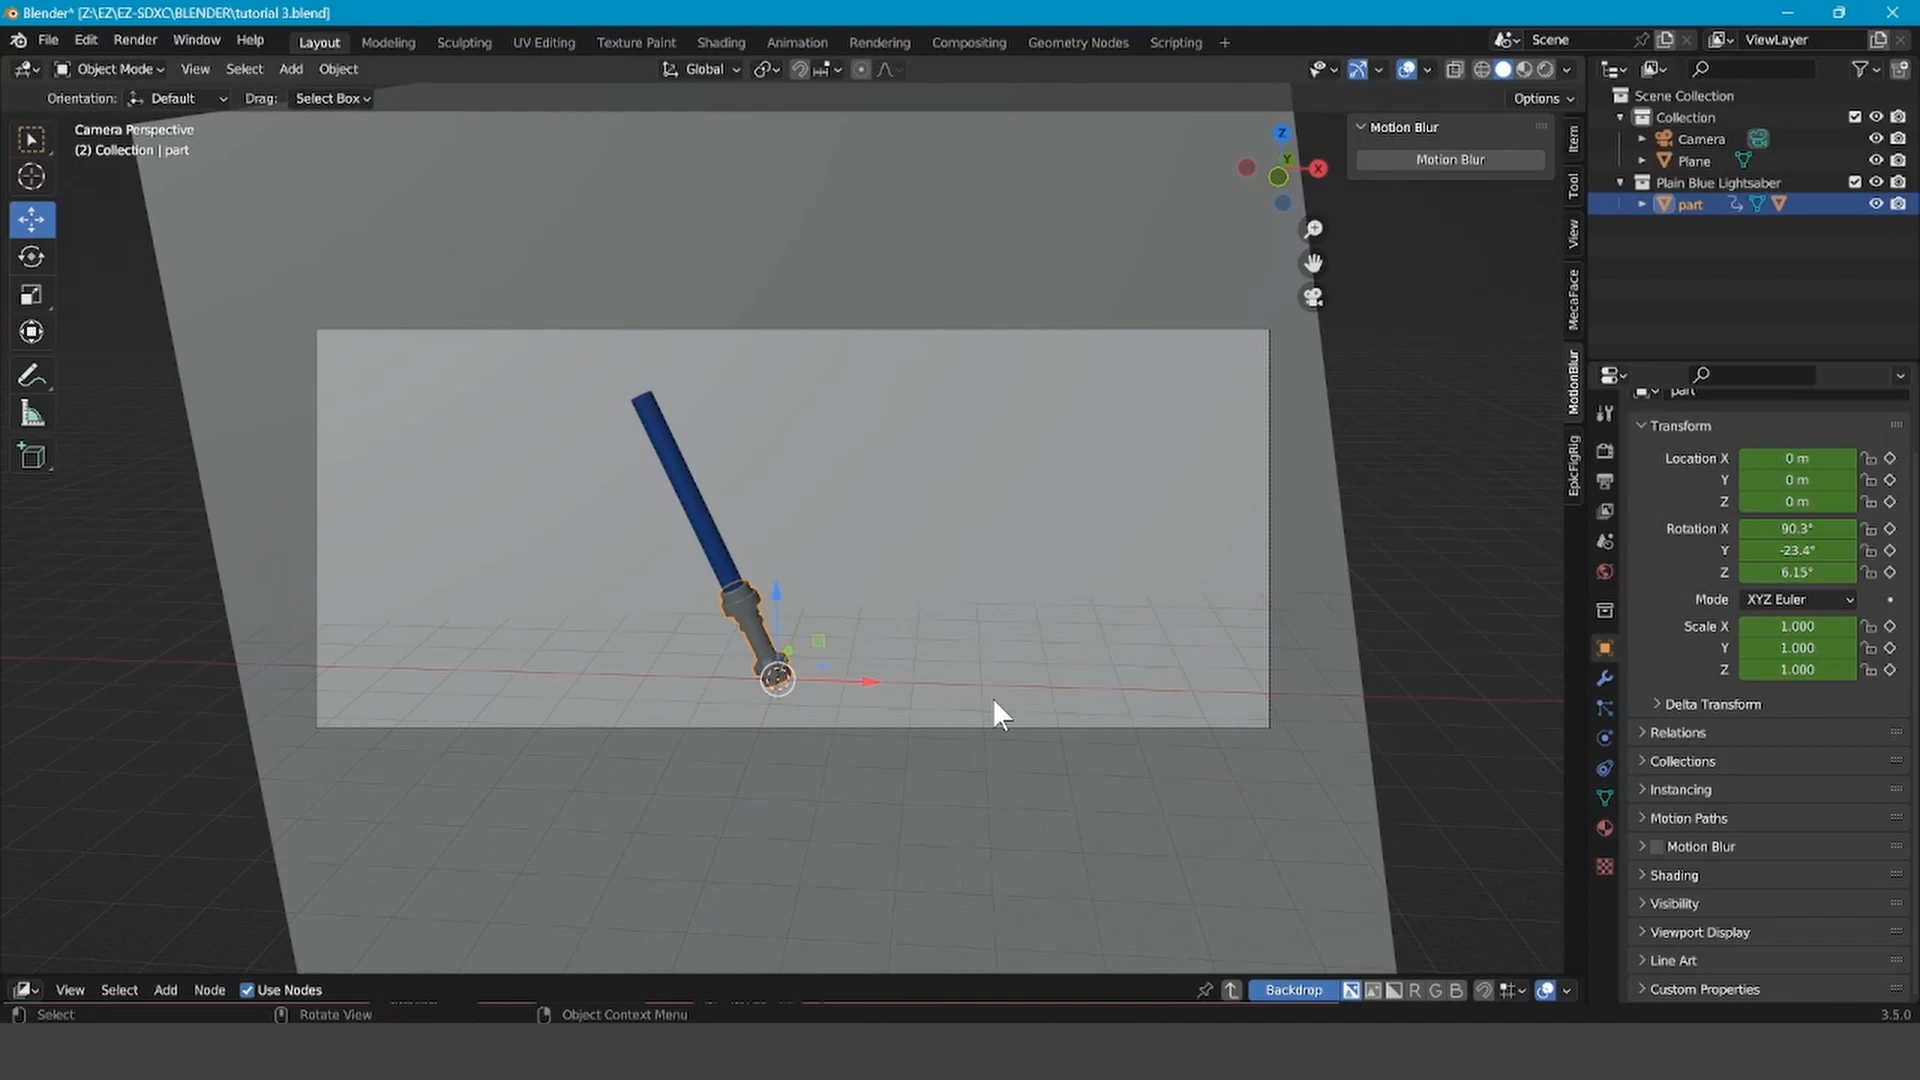 Blender* [Z:\EZ\EZ-SDXC\BLENDER\tutorial 3.blend]
File Edit Render Window Help Layout Modeling Sculpting UV Editing Texture Paint Shading Animation Rendering Compositing Geometry Nodes Scripting + Scene ViewLayer
Object Mode View Select Add Object Global
Orientation: Default Drag: Select Box Options
Camera Perspective
(2) Collection | part
Z
Y
X
Motion Blur
Motion Blur
Item
Tool
View
MecaFace
MotionBlur
EpicFigRig
Scene Collection
Collection
Camera
Plane
Plain Blue Lightsaber
part
part
Transform
Location X 0 m
Y 0 m
Z 0 m
Rotation X 90.3°
Y -23.4°
Z 6.15°
Mode XYZ Euler
Scale X 1.000
Y 1.000
Z 1.000
Delta Transform
Relations
Collections
Instancing
Motion Paths
Motion Blur
Shading
Visibility
Viewport Display
Line Art
Custom Properties
View Select Add Node Use Nodes Backdrop R G B
Select Rotate View Object Context Menu 3.5.0